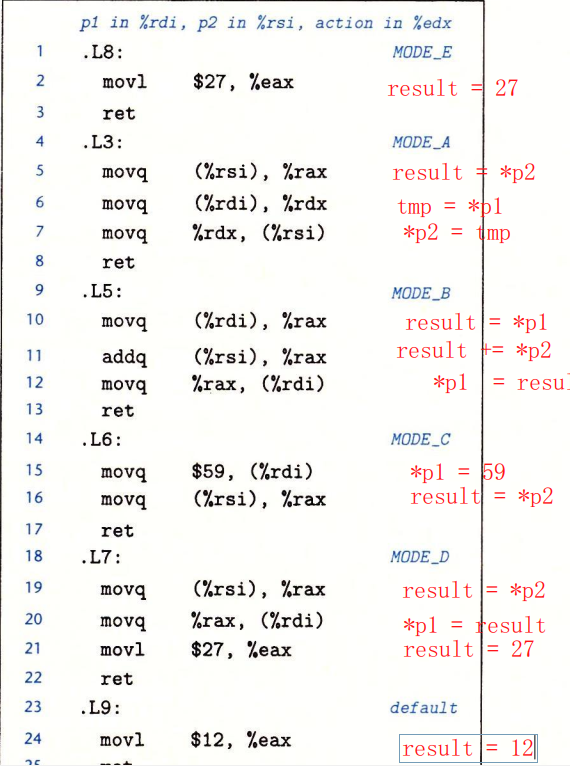 p1 in %rdi, p2 in %rsi, action in %edx
1 .L8: MODE_E
2 movl $27, %eax result = 27
3 ret
4 .L3: MODE_A
5 movq (%rsi), %rax result = *p2
6 movq (%rdi), %rdx tmp = *p1
7 movq %rdx, (%rsi) *p2 = tmp
8 ret
9 .L5: MODE_B
10 movq (%rdi), %rax result = *p1
11 addq (%rsi), %rax result += *p2
12 movq %rax, (%rdi) *p1 = resul
13 ret
14 .L6: MODE_C
15 movq $59, (%rdi) *p1 = 59
16 movq (%rsi), %rax result = *p2
17 ret
18 .L7: MODE_D
19 movq (%rsi), %rax result = *p2
20 movq %rax, (%rdi) *p1 = result
21 movl $27, %eax result = 27
22 ret
23 .L9: default
24 movl $12, %eax result = 12